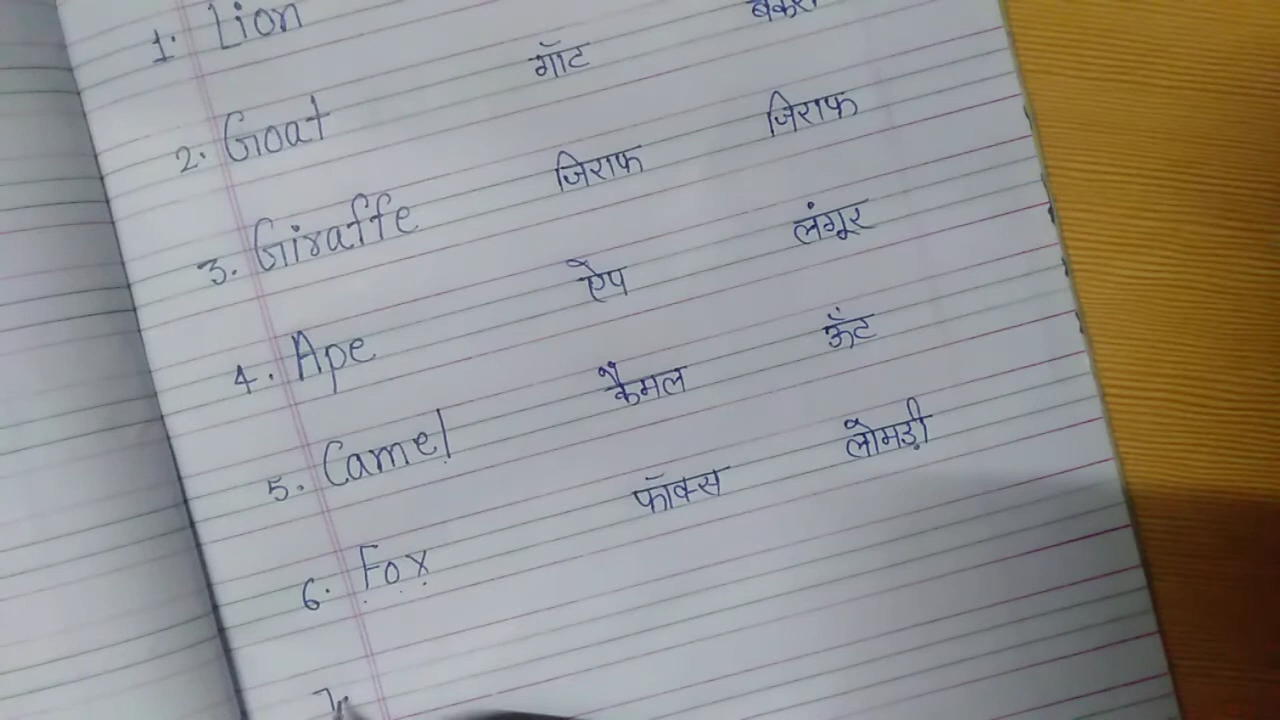 1. Lion
2. Goat गॉट
3. Giraffe जिराफ जिराफ
4. Ape ऐप लंगूर
5. Camel कैमल ऊँट
6. Fox फॉक्स लोमड़ी